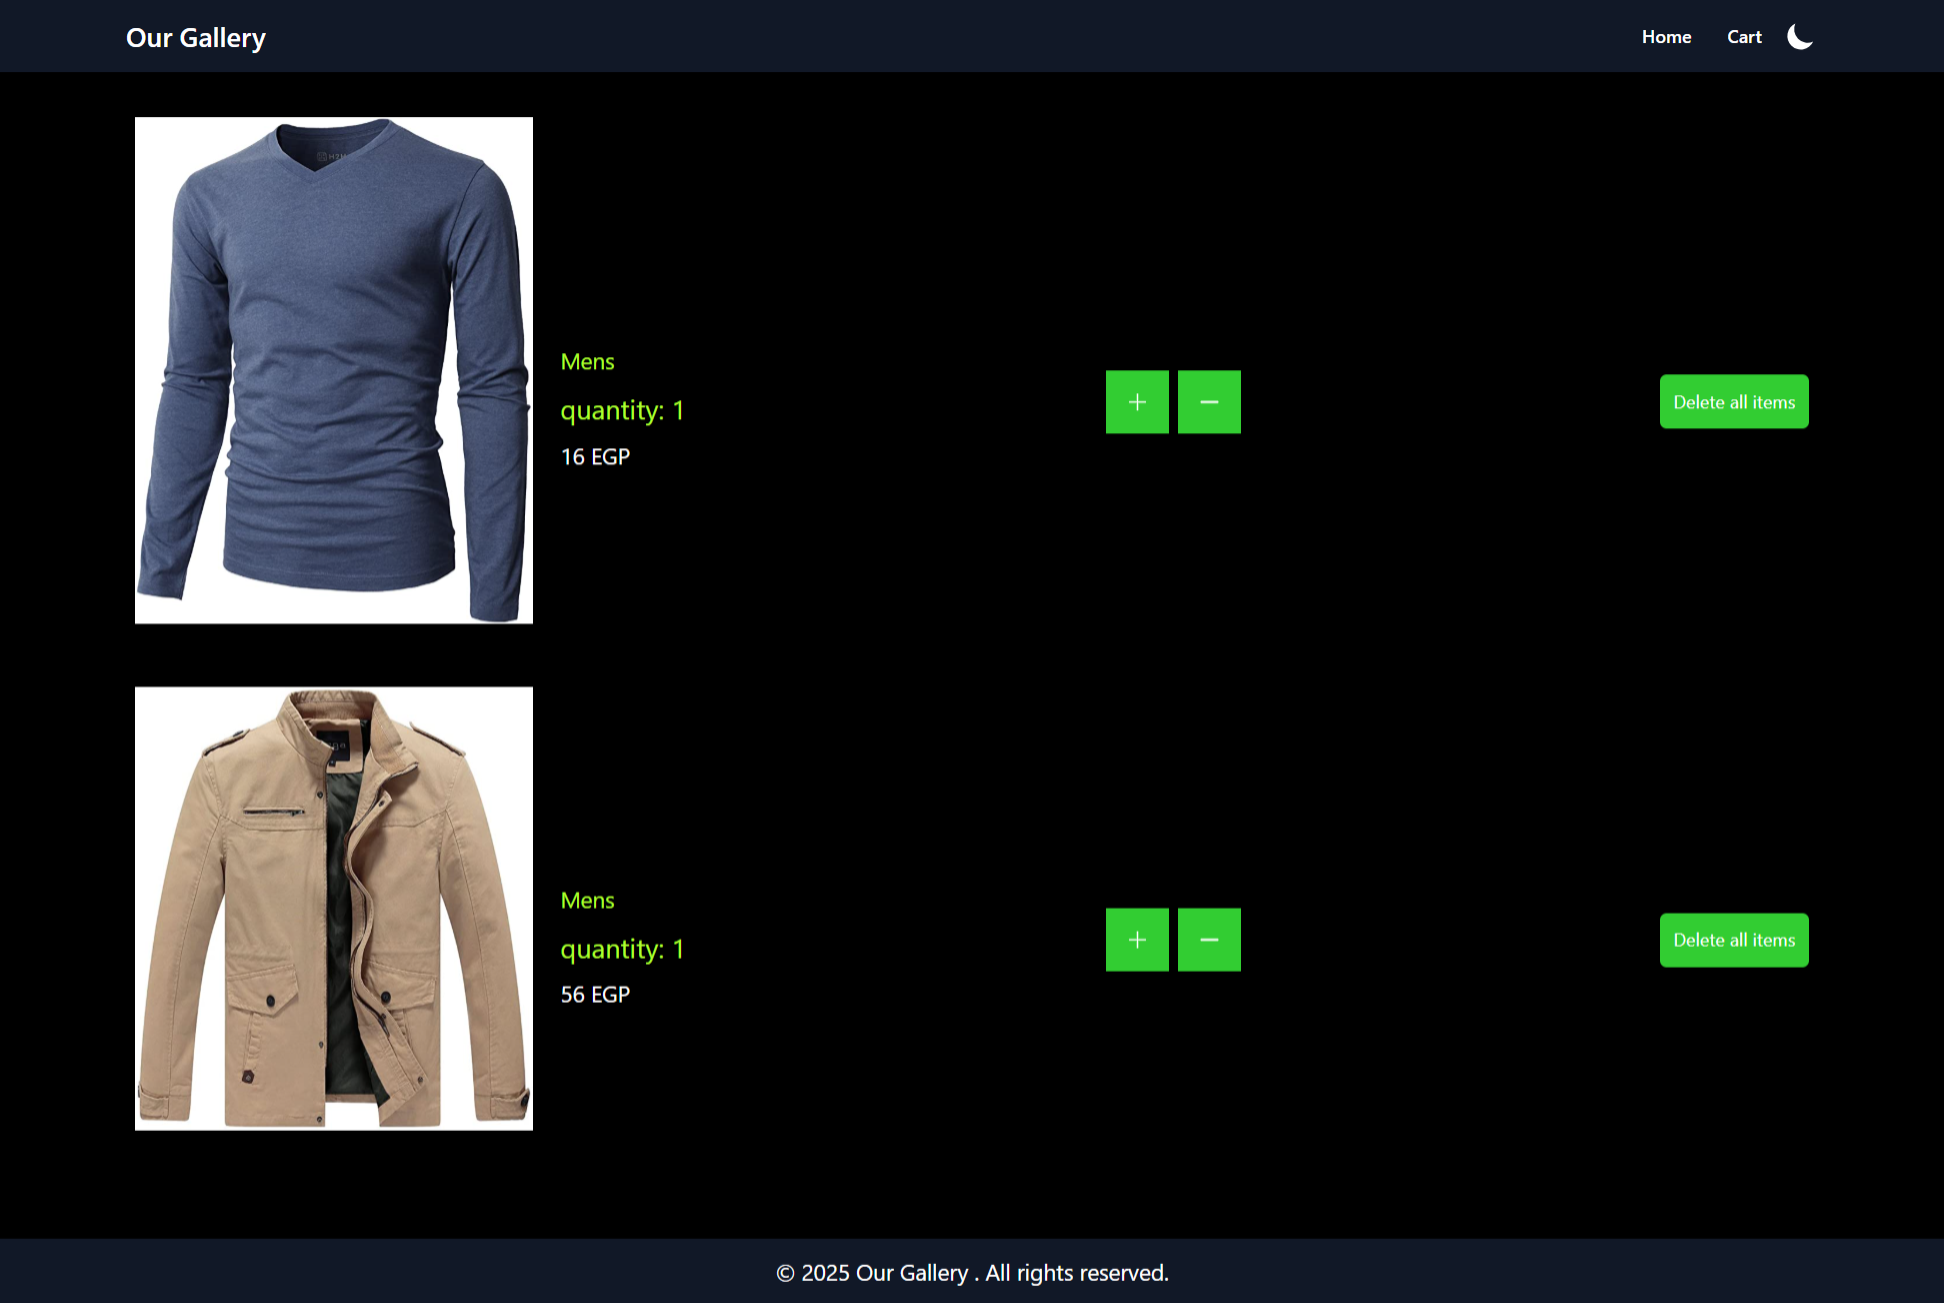 Our Gallery
Home
Cart
Mens
quantity: 1
16 EGP
+
−
Delete all items
Mens
quantity: 1
56 EGP
+
−
Delete all items
© 2025 Our Gallery . All rights reserved.